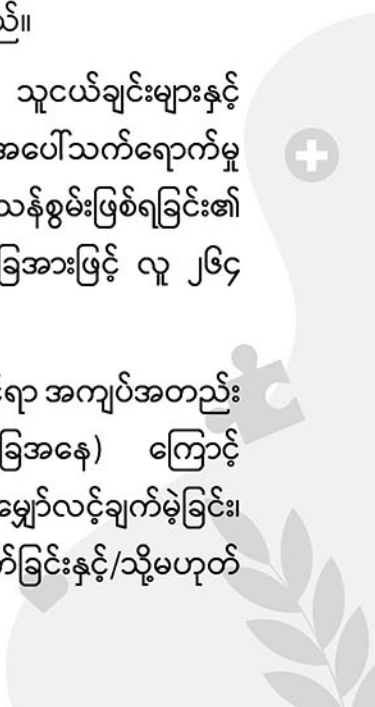 ည်။
သူငယ်ချင်းများနှင့်
အပေါ်သက်ရောက်မှု
သန်စွမ်းဖြစ်ရခြင်း၏
ခြေအားဖြင့် လူ ၂၆၄
ရာ အကျပ်အတည်း
ခြေအနေ) ကြောင့်
မျှော်လင့်ချက်မဲ့ခြင်း၊
ခြင်းနှင့်/သို့မဟုတ်